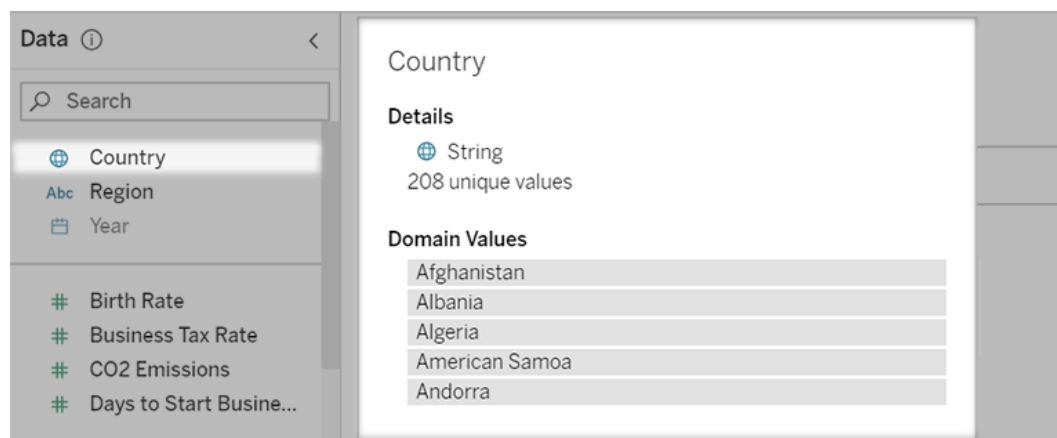 Data
Search
Country
Abc Region
Year
Birth Rate
Business Tax Rate
CO2 Emissions
Days to Start Busine...
Country
Details
String
208 unique values
Domain Values
Afghanistan
Albania
Algeria
American Samoa
Andorra